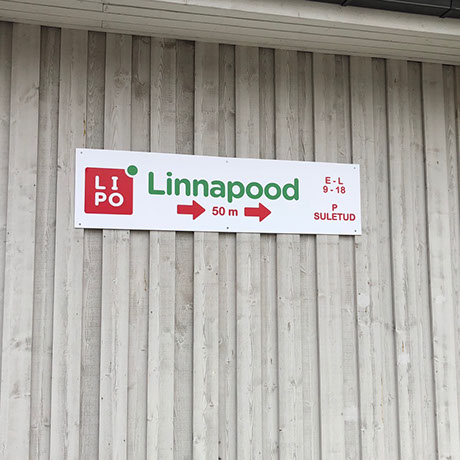 LI
PO
Linnapood
50 m
E - L
9 - 18
P
SULETUD